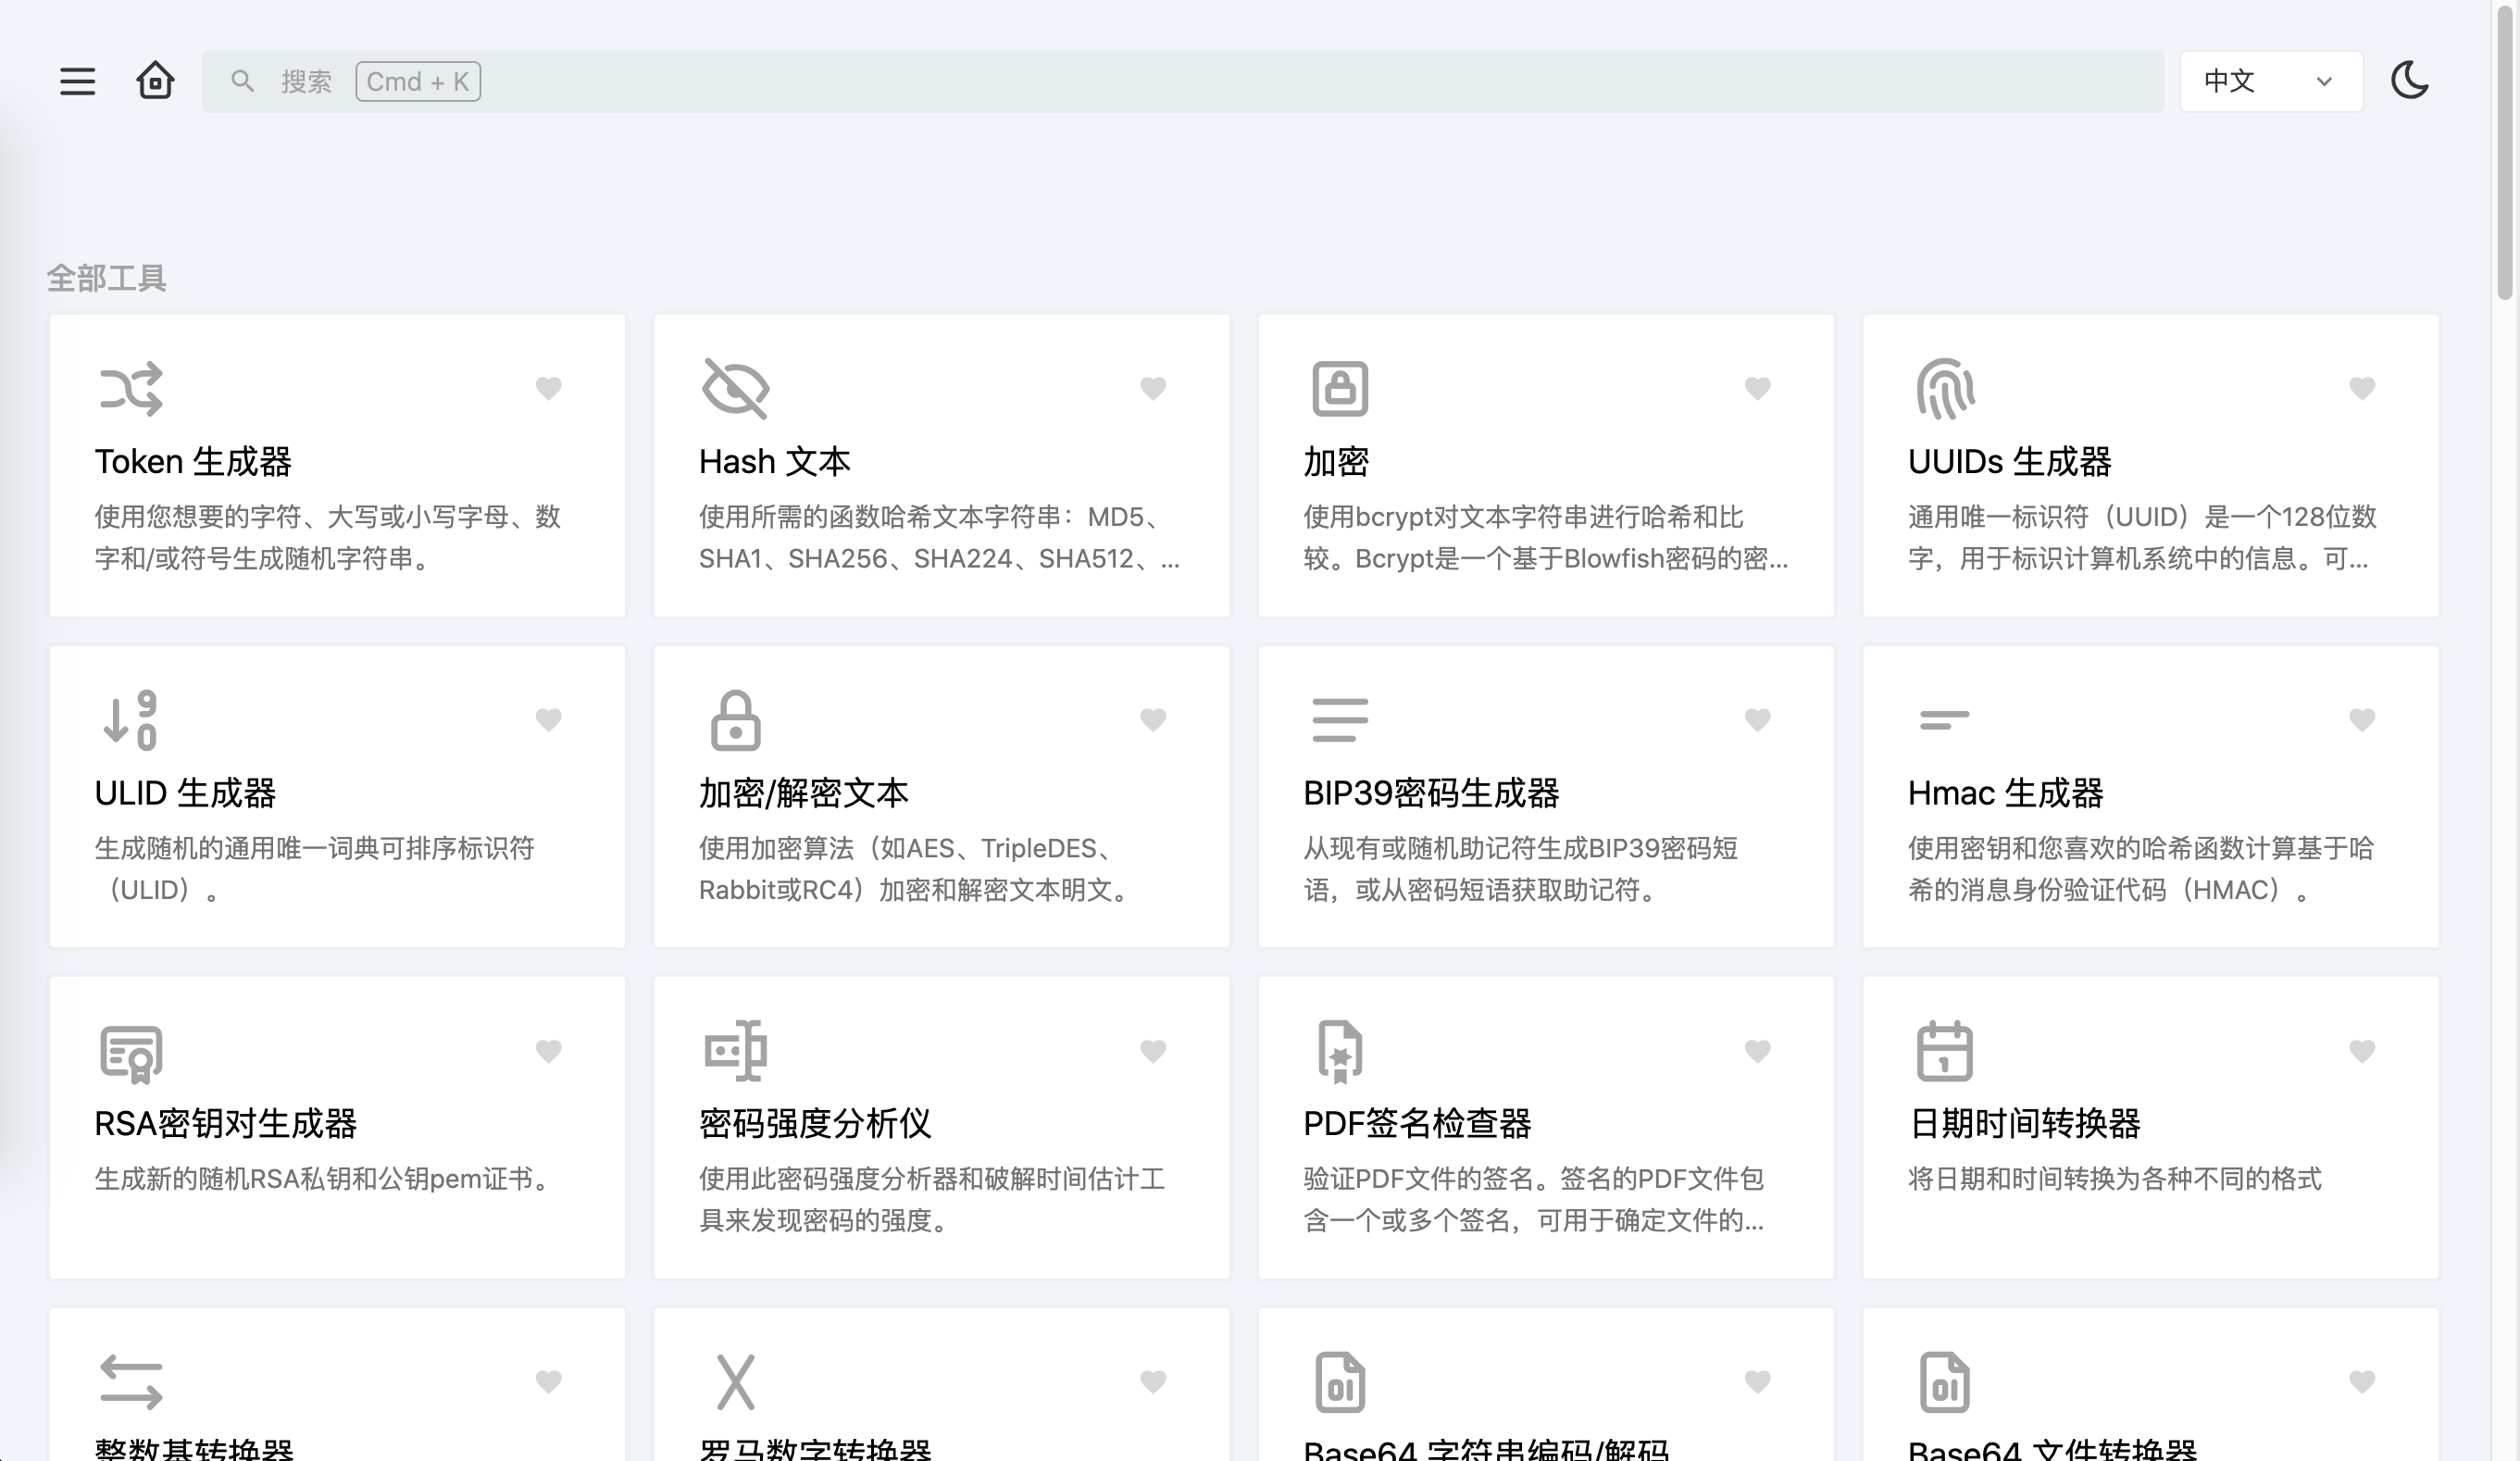 搜索 Cmd + K 中文
全部工具
Token 生成器
使用您想要的字符、大写或小写字母、数
字和/或符号生成随机字符串。
Hash 文本
使用所需的函数哈希文本字符串：MD5、
SHA1、SHA256、SHA224、SHA512、...
加密
使用bcrypt对文本字符串进行哈希和比
较。Bcrypt是一个基于Blowfish密码的密...
UUIDs 生成器
通用唯一标识符（UUID）是一个128位数
字，用于标识计算机系统中的信息。可...
ULID 生成器
生成随机的通用唯一词典可排序标识符
（ULID）。
加密/解密文本
使用加密算法（如AES、TripleDES、
Rabbit或RC4）加密和解密文本明文。
BIP39密码生成器
从现有或随机助记符生成BIP39密码短
语，或从密码短语获取助记符。
Hmac 生成器
使用密钥和您喜欢的哈希函数计算基于哈
希的消息身份验证代码（HMAC）。
RSA密钥对生成器
生成新的随机RSA私钥和公钥pem证书。
密码强度分析仪
使用此密码强度分析器和破解时间估计工
具来发现密码的强度。
PDF签名检查器
验证PDF文件的签名。签名的PDF文件包
含一个或多个签名，可用于确定文件的...
日期时间转换器
将日期和时间转换为各种不同的格式
整数基转换器
罗马数字转换器
Base64 字符串编码/解码
Base64 文件转换器